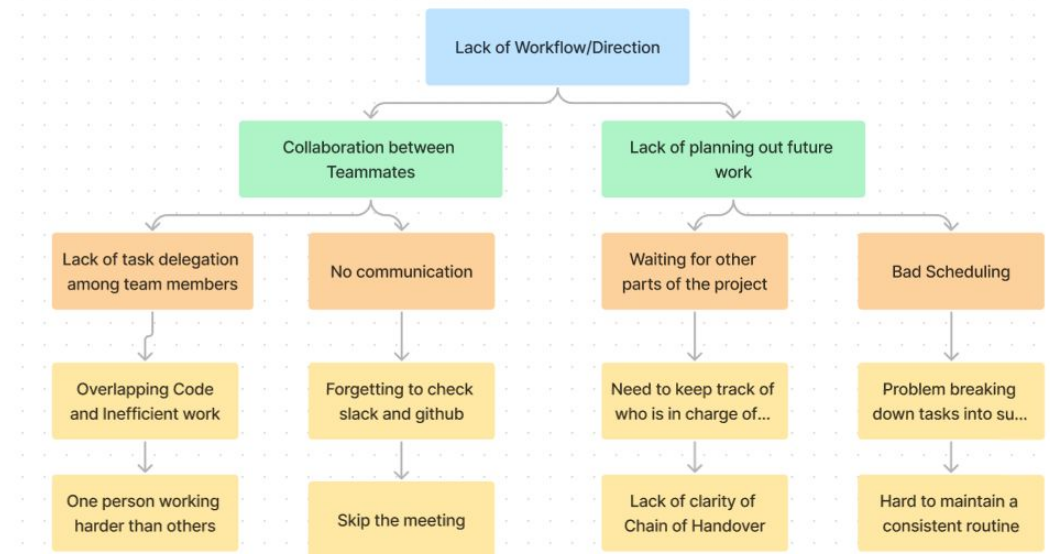 Lack of Workflow/Direction
Collaboration between
Teammates
Lack of planning out future
work
Lack of task delegation
among team members
No communication
Waiting for other
parts of the project
Bad Scheduling
Overlapping Code
and Inefficient work
Forgetting to check
slack and github
Need to keep track of
who is in charge of...
Problem breaking
down tasks into su...
One person working
harder than others
Skip the meeting
Lack of clarity of
Chain of Handover
Hard to maintain a
consistent routine